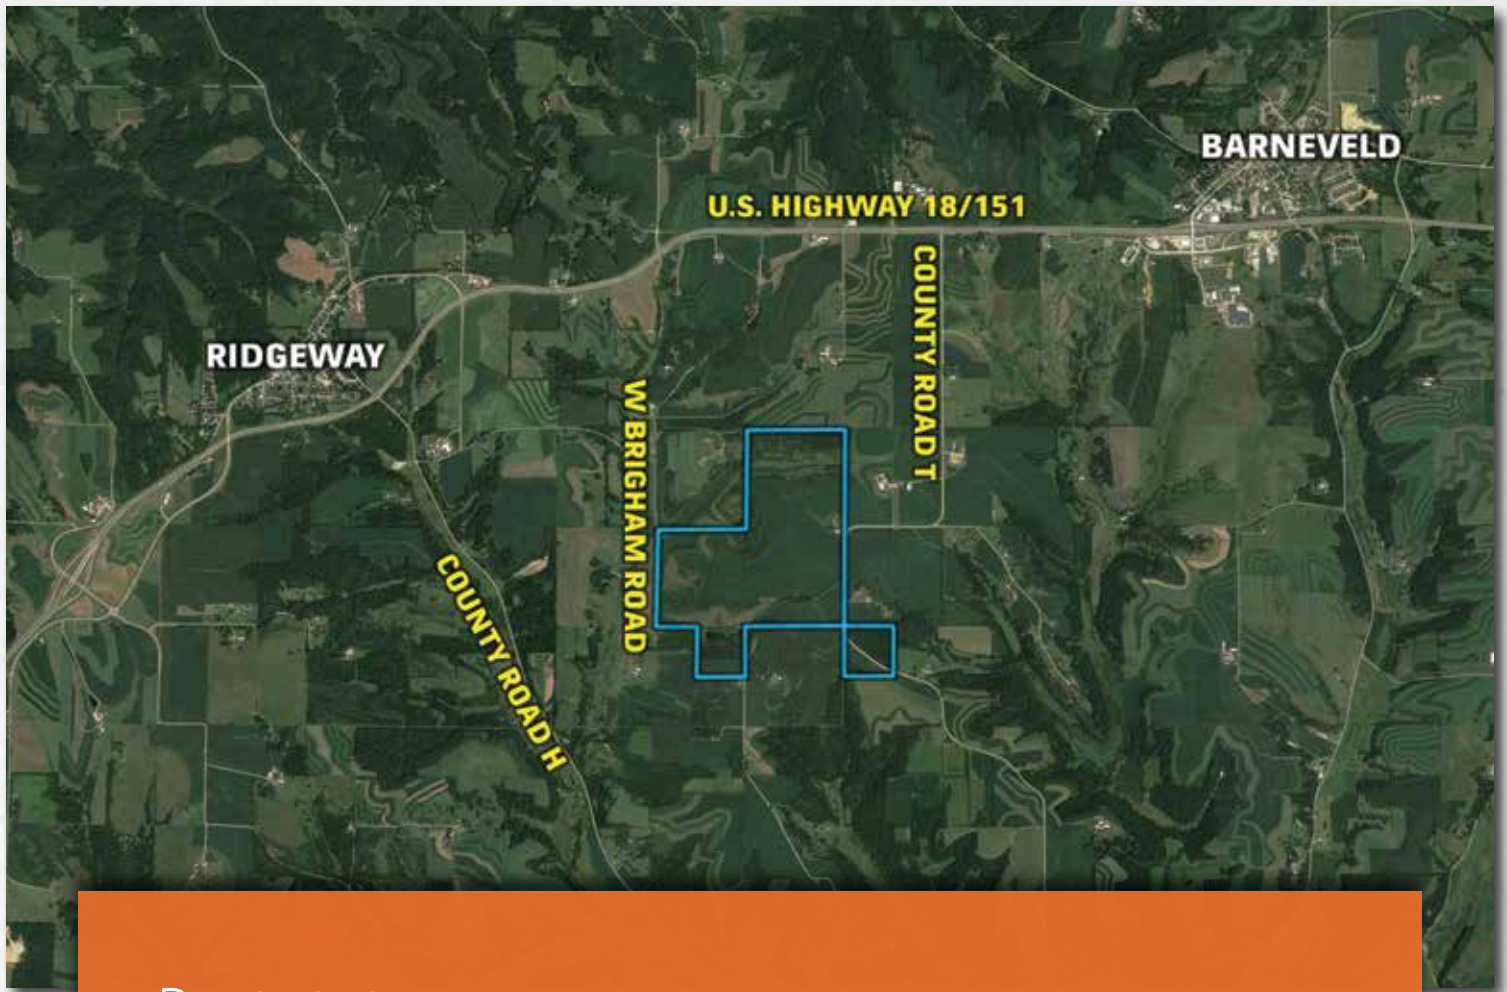 BARNEVELD
U.S. HIGHWAY 18/151
COUNTY ROAD T
RIDGEWAY
W BRIGHAM ROAD
COUNTY ROAD H